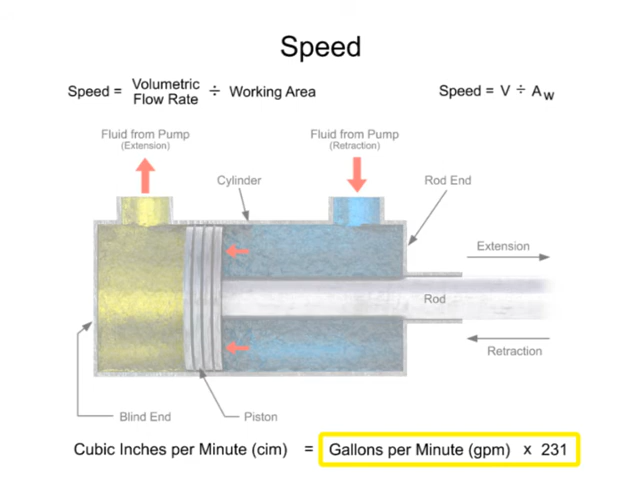 Speed
Speed = Volumetric Flow Rate ÷ Working Area
Speed = V ÷ Aw
Fluid from Pump
(Extension)
Fluid from Pump
(Retraction)
Cylinder
Rod End
Extension
Rod
Retraction
Blind End
Piston
Cubic Inches per Minute (cim) = Gallons per Minute (gpm) x 231